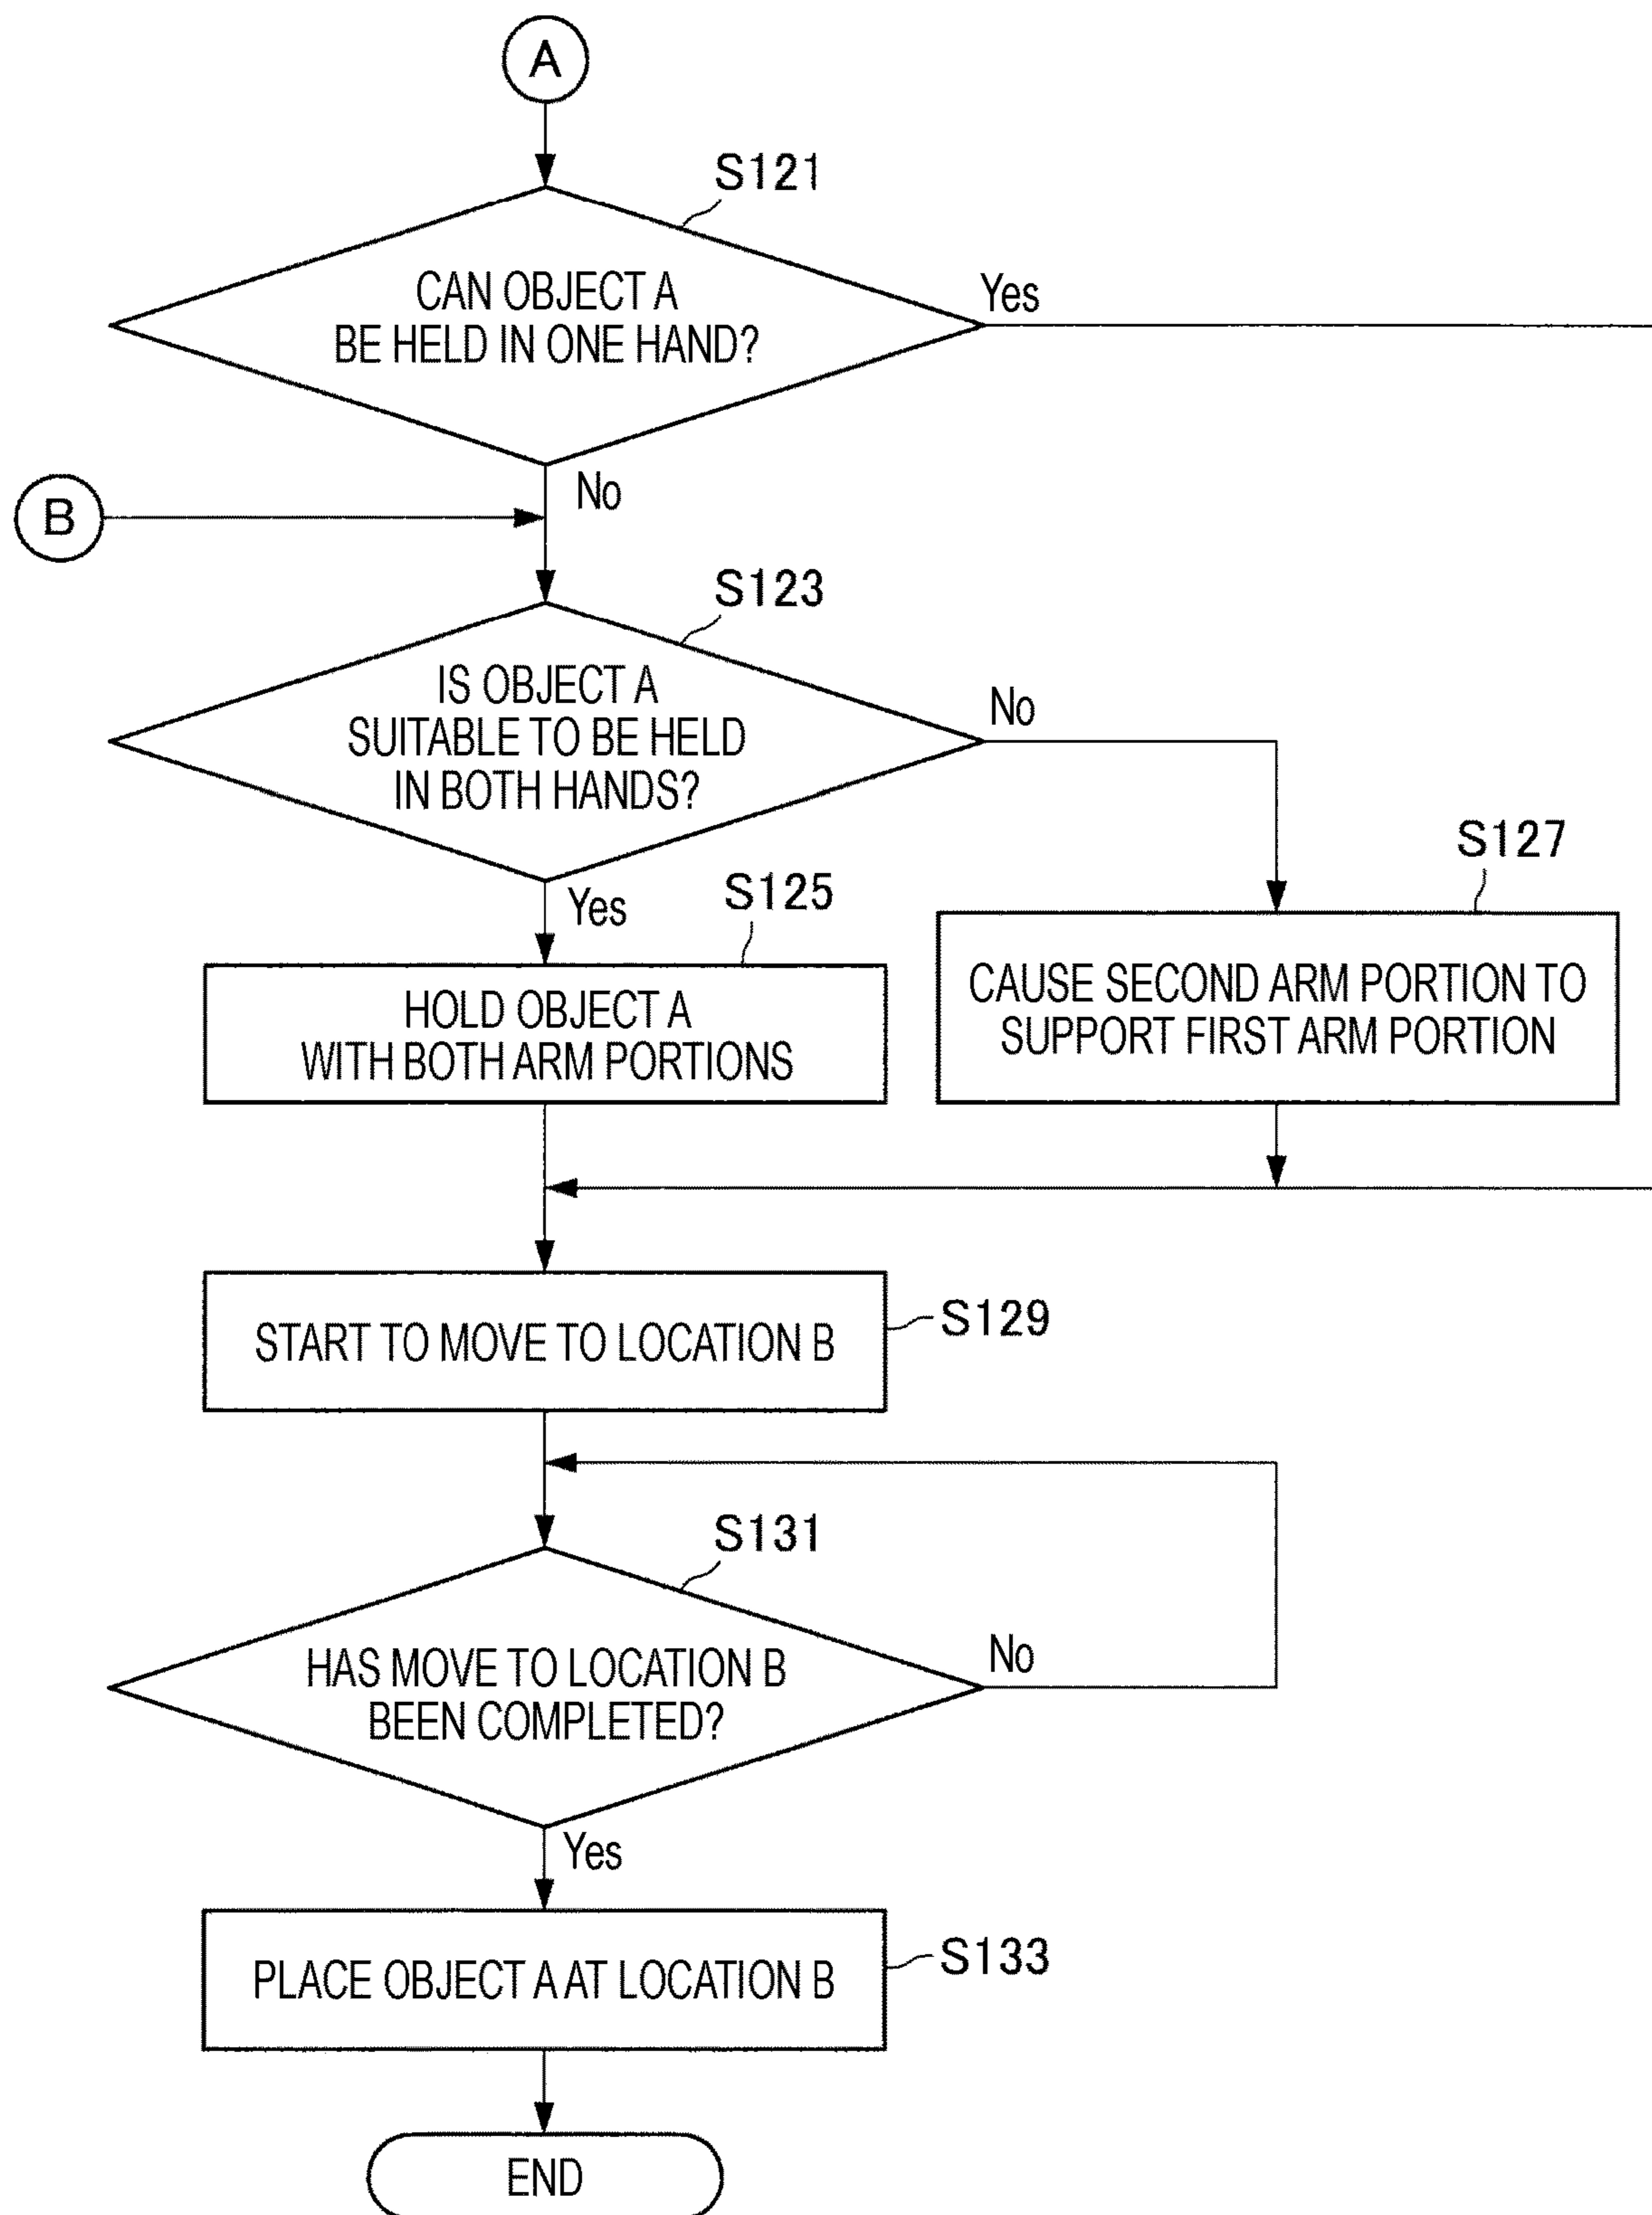 A
S121
CAN OBJECT A
BE HELD IN ONE HAND?
Yes
No
B
S123
IS OBJECT A
SUITABLE TO BE HELD
IN BOTH HANDS?
No
Yes
S125
HOLD OBJECT A
WITH BOTH ARM PORTIONS
S127
CAUSE SECOND ARM PORTION TO
SUPPORT FIRST ARM PORTION
START TO MOVE TO LOCATION B
S129
S131
HAS MOVE TO LOCATION B
BEEN COMPLETED?
No
Yes
PLACE OBJECT A AT LOCATION B
S133
END